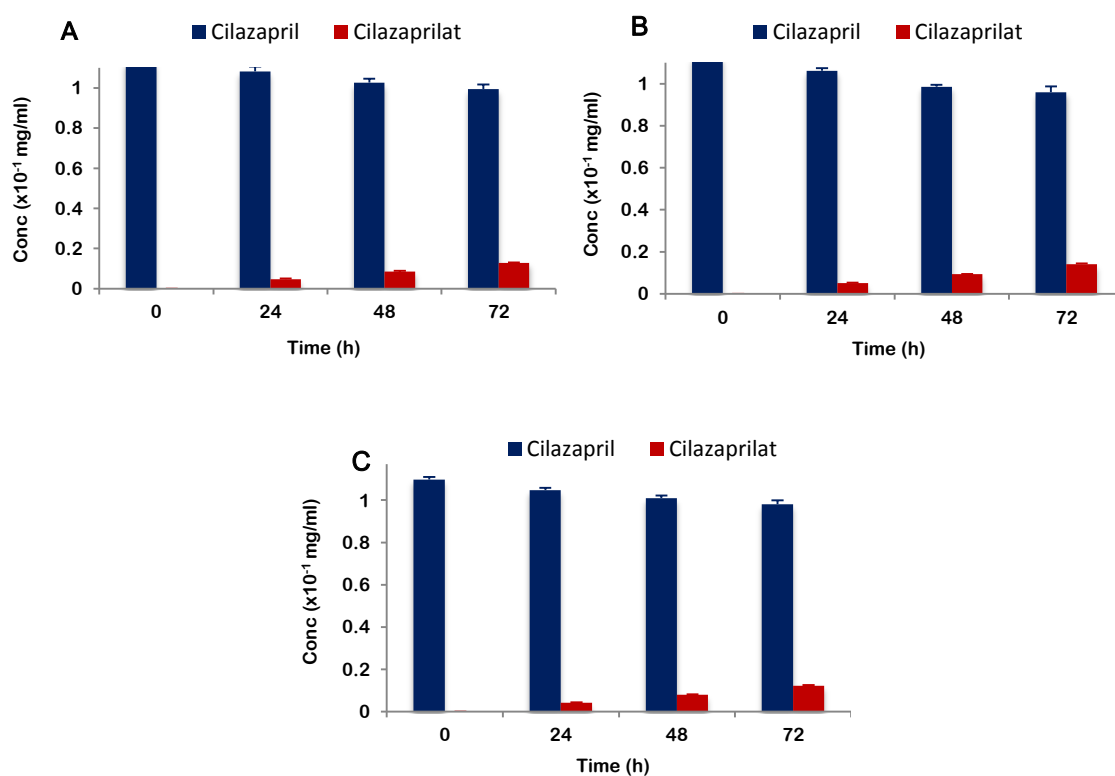 A
Cilazapril Cilazaprilat
Conc (x10⁻¹ mg/ml)
1
0.8
0.6
0.4
0.2
0
0 24 48 72
Time (h)
B
Cilazapril Cilazaprilat
Conc (x10⁻¹ mg/ml)
1
0.8
0.6
0.4
0.2
0
0 24 48 72
Time (h)
C
Cilazapril Cilazaprilat
Conc (x10⁻¹ mg/ml)
1
0.8
0.6
0.4
0.2
0
0 24 48 72
Time (h)